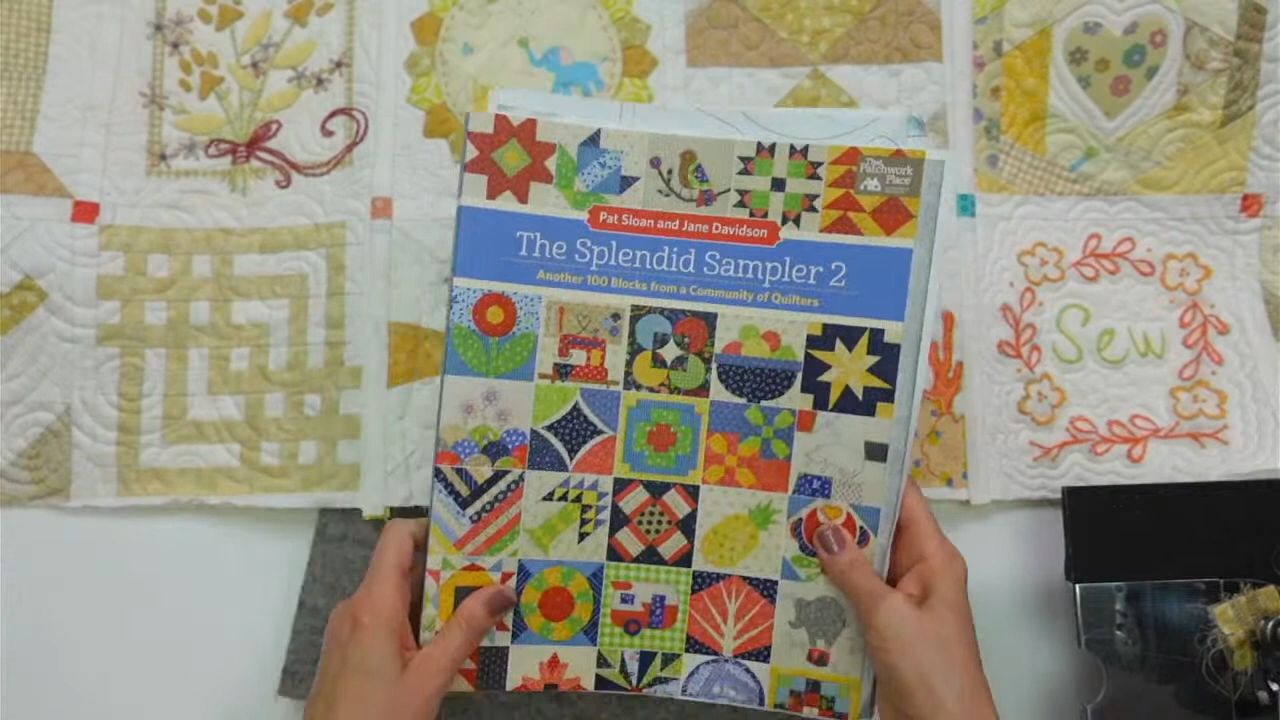 That
Patchwork
Place
Pat Sloan and Jane Davidson
The Splendid Sampler 2
Another 100 Blocks from a Community of Quilters
Sew